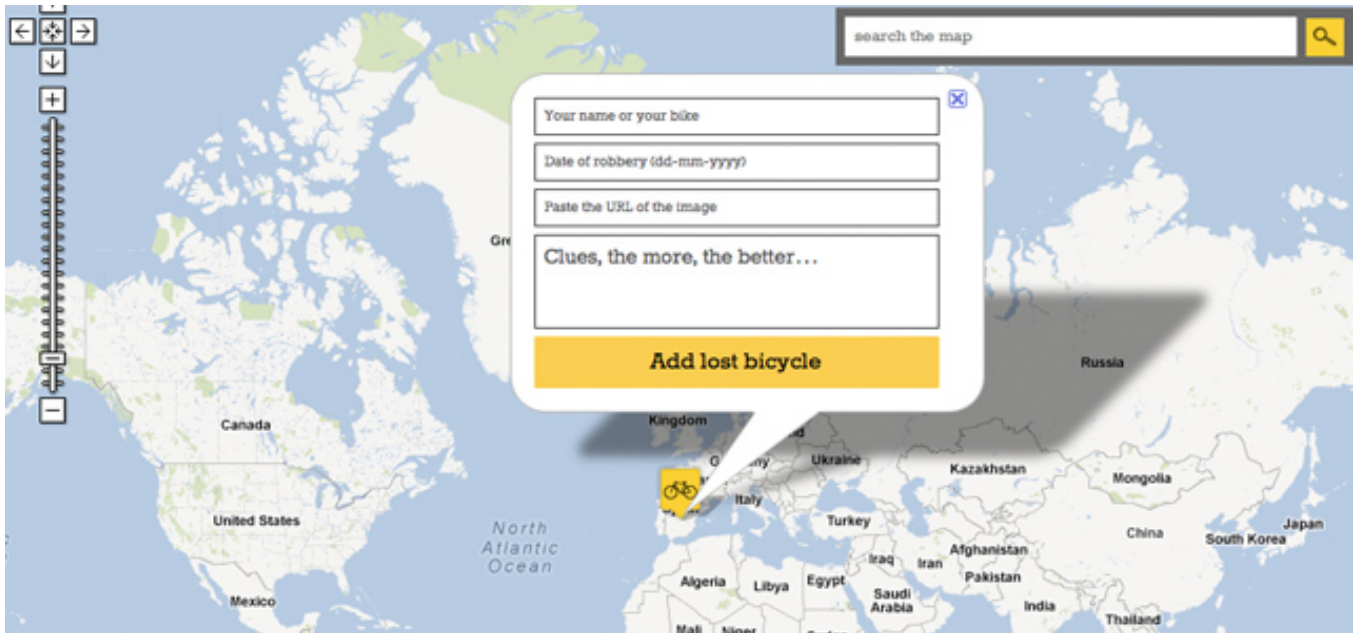 search the map
Your name or your bike
Date of robbery (dd-mm-yyyy)
Paste the URL of the image
Clues, the more, the better...
Add lost bicycle
Russia
Canada
Kingdom
Ukraine
Kazakhstan
Mongolia
Italy
United States
North
Atlantic
Ocean
Turkey
China
Japan
South Korea
Iraq
Iran
Afghanistan
Pakistan
Algeria
Libya
Egypt
Saudi
Arabia
India
Mexico
Thailand
Mali
Niger